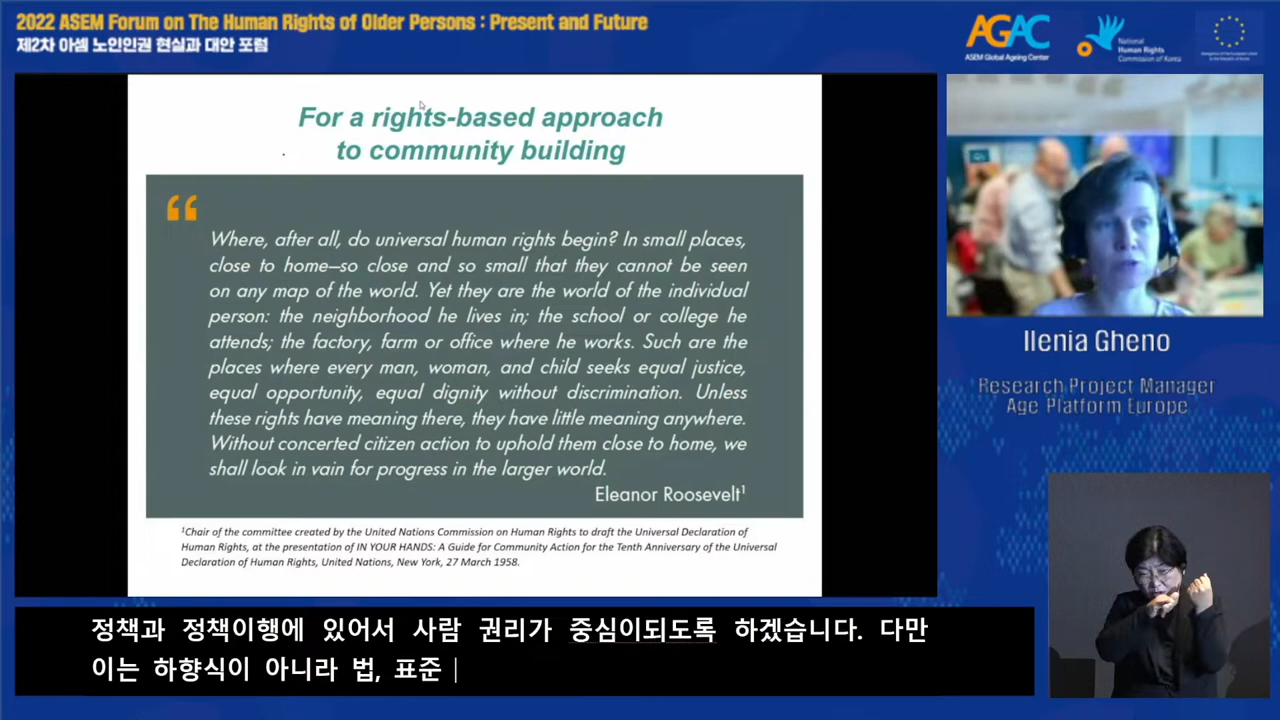 2022 ASEM Forum on The Human Rights of Older Persons : Present and Future
제2차 아셈 노인인권 현실과 대안 포럼
AGAC
ASEM Global Ageing Center
National
Human Rights
Commission of Korea
For a rights-based approach
to community building
“
Where, after all, do universal human rights begin? In small places,
close to home—so close and so small that they cannot be seen
on any map of the world. Yet they are the world of the individual
person: the neighborhood he lives in; the school or college he
attends; the factory, farm or office where he works. Such are the
places where every man, woman, and child seeks equal justice,
equal opportunity, equal dignity without discrimination. Unless
these rights have meaning there, they have little meaning anywhere.
Without concerted citizen action to uphold them close to home, we
shall look in vain for progress in the larger world.
Eleanor Roosevelt¹
¹Chair of the committee created by the United Nations Commission on Human Rights to draft the Universal Declaration of
Human Rights, at the presentation of IN YOUR HANDS: A Guide for Community Action for the Tenth Anniversary of the Universal
Declaration of Human Rights, United Nations, New York, 27 March 1958.
Ilenia Gheno
Research Project Manager
Age Platform Europe
정책과 정책이행에 있어서 사람 권리가 중심이되도록 하겠습니다. 다만
이는 하향식이 아니라 법, 표준